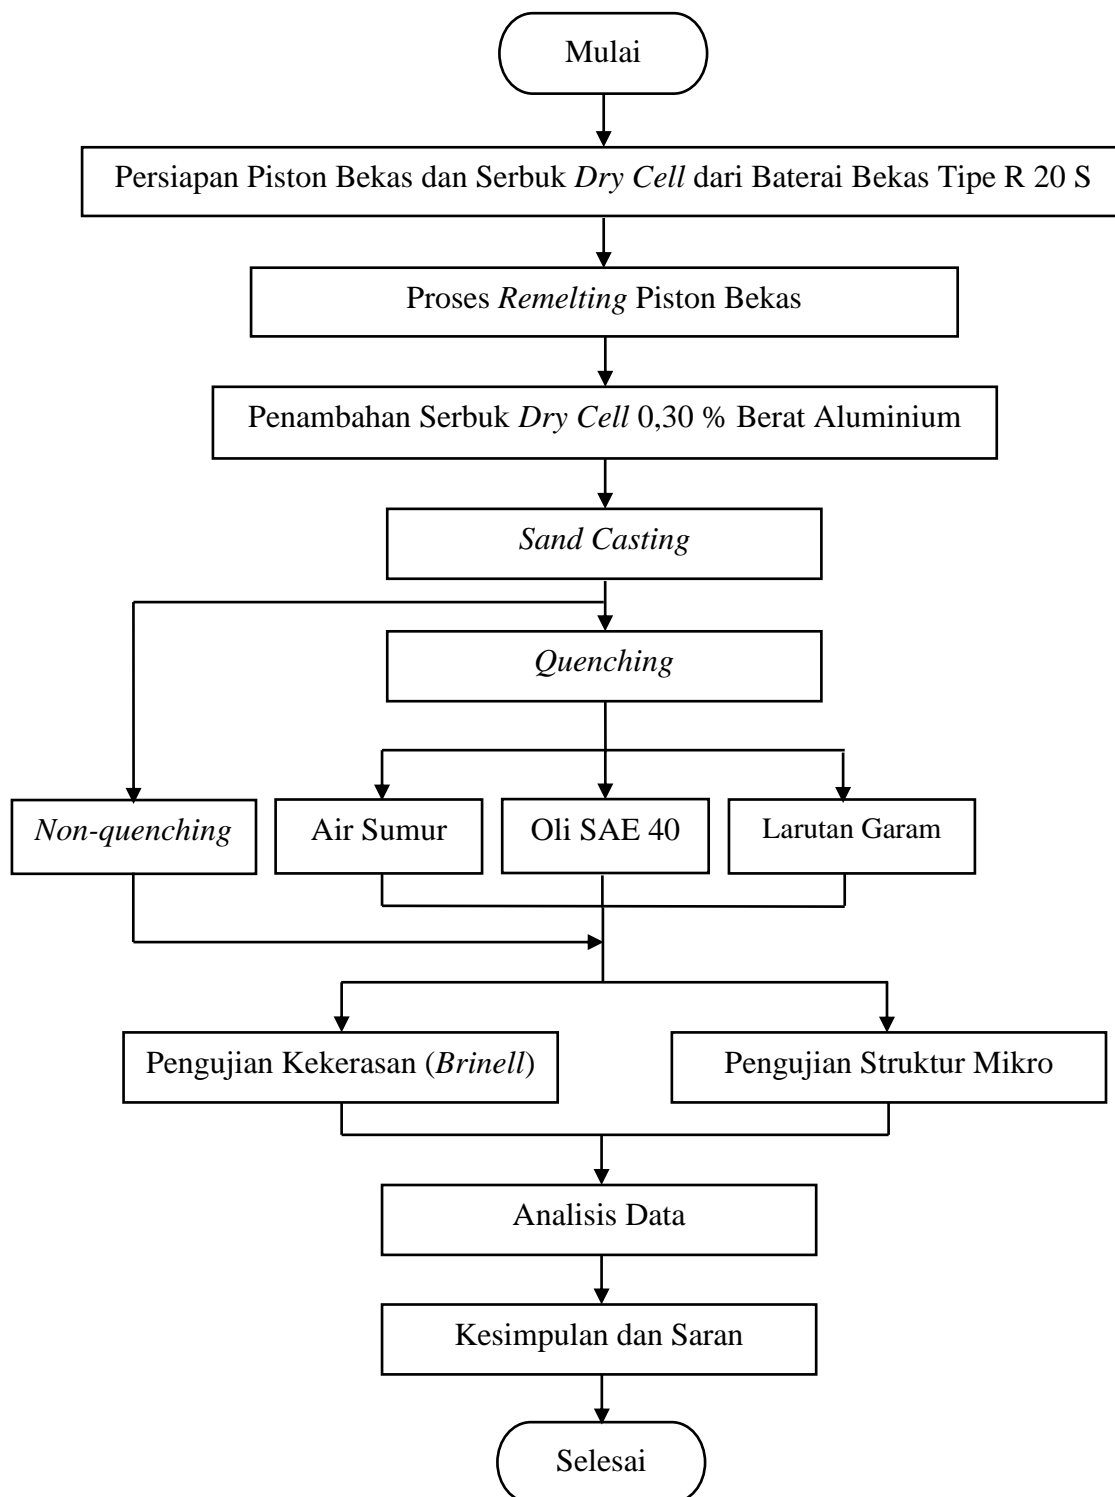 Mulai
Persiapan Piston Bekas dan Serbuk Dry Cell dari Baterai Bekas Tipe R 20 S
Proses Remelting Piston Bekas
Penambahan Serbuk Dry Cell 0,30 % Berat Aluminium
Sand Casting
Quenching
Non-quenching
Air Sumur
Oli SAE 40
Larutan Garam
Pengujian Kekerasan (Brinell)
Pengujian Struktur Mikro
Analisis Data
Kesimpulan dan Saran
Selesai